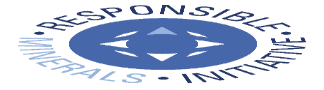 • RESPONSIBLE •
MINERALS • INITIATIVE